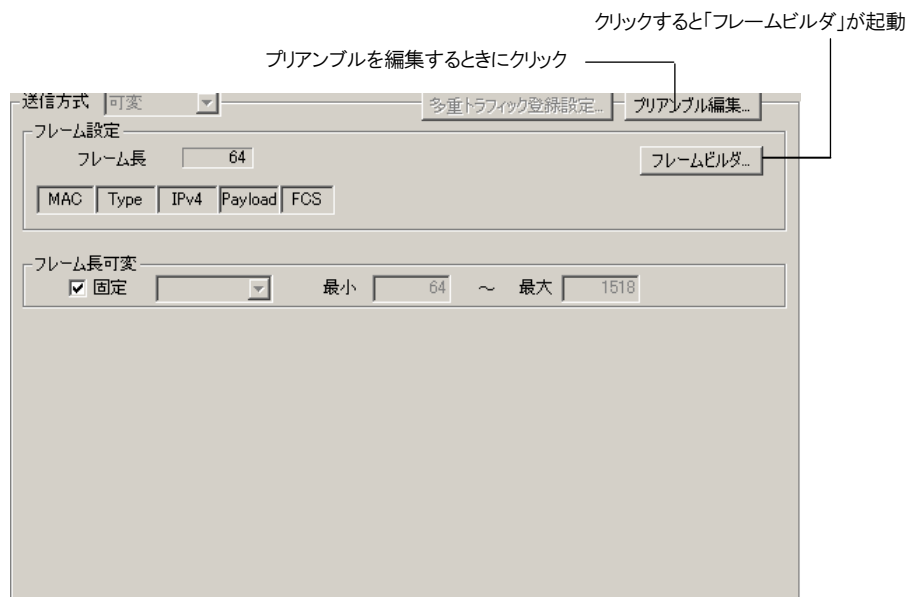 クリックすると「フレームビルダ」が起動
プリアンブルを編集するときにクリック
送信方式 可変 多重トラフィック登録設定... プリアンブル編集...
フレーム設定
フレーム長 64 フレームビルダ...
MAC Type IPv4 Payload FCS
フレーム長可変
固定 最小 64 ～ 最大 1518